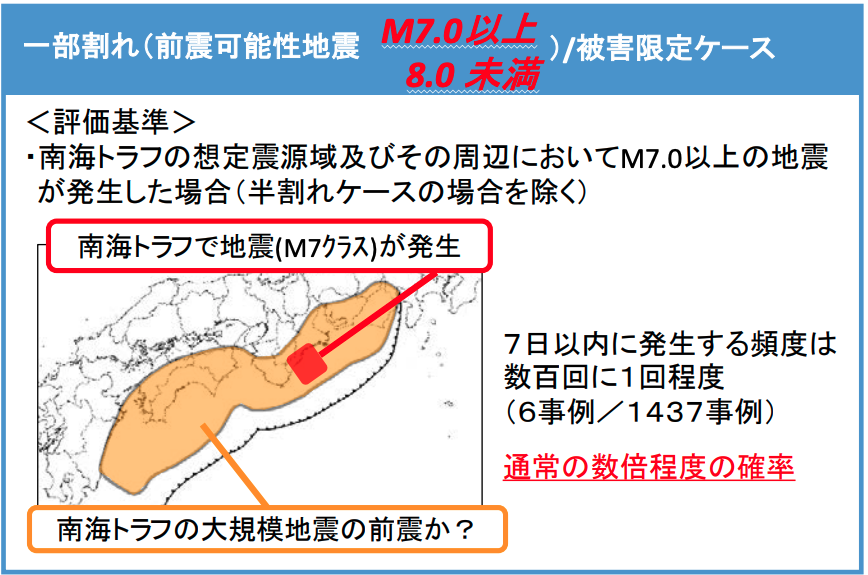 一部割れ（前震可能性地震 M7.0以上 8.0 未満）/被害限定ケース
＜評価基準＞
・南海トラフの想定震源域及びその周辺においてM7.0以上の地震
が発生した場合（半割れケースの場合を除く）
南海トラフで地震(M7ｸﾗｽ)が発生
７日以内に発生する頻度は
数百回に１回程度
（６事例／１４３７事例）
通常の数倍程度の確率
南海トラフの大規模地震の前震か？